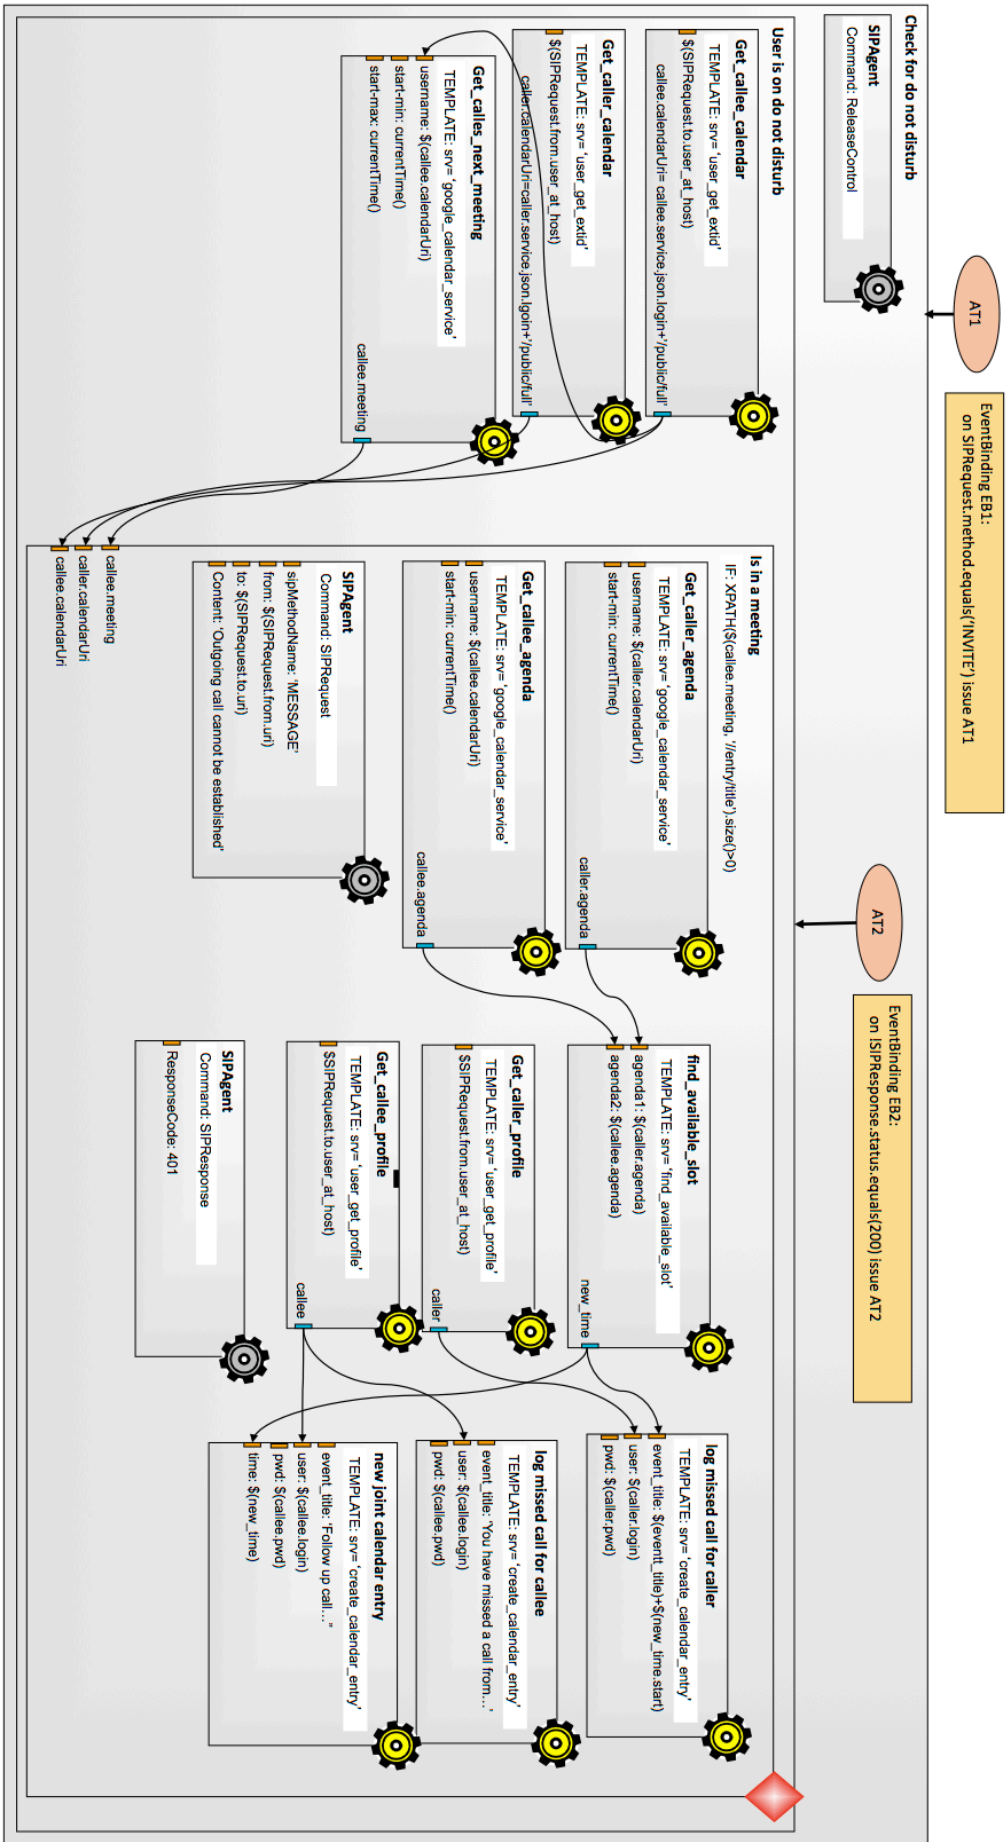 AT1
EventBinding EB1:
on SIPRequest.method.equals('INVITE') issue AT1
AT2
EventBinding EB2:
on !SIPResponse.status.equals(200) issue AT2
Check for do not disturb
SIPAgent
Command: ReleaseControl
User is on do not disturb
Get_callee_calendar
TEMPLATE: srv= 'user_get_extid'
$(SIPRequest.to.user_at_host)
callee.calendarUri= callee.service.json.login+'/public/full'
Get_caller_calendar
TEMPLATE: srv= 'user_get_extid'
$(SIPRequest.from.user_at_host)
caller.calendarUri=caller.service.json.lgoin+'/public/full'
Get_calles_next_meeting
TEMPLATE: srv= 'google_calendar_service'
username: $(callee.calendarUri)
start-min: currentTime()
start-max: currentTime()
callee.meeting
Is in a meeting
IF: XPATH($(callee.meeting, '//entry/title').size()>0)
Get_caller_agenda
TEMPLATE: srv= 'google_calendar_service'
username: $(caller.calendarUri)
start-min: currentTime()
caller.agenda
Get_callee_agenda
TEMPLATE: srv= 'google_calendar_service'
username: $(callee.calendarUri)
start-min: currentTime()
callee.agenda
SIPAgent
Command: SIPRequest
sipMethodName: 'MESSAGE'
from: $(SIPRequest.from.uri)
to: $(SIPRequest.to.uri)
Content: 'Outgoing call cannot be established'
callee.meeting
caller.calendarUri
callee.calendarUri
find_available_slot
TEMPLATE: srv= 'find_available_slot'
agenda1: $(caller.agenda)
agenda2: $(callee.agenda)
new_time
Get_caller_profile
TEMPLATE: srv= 'user_get_profile'
$SIPRequest.from.user_at_host)
caller
Get_callee_profile
TEMPLATE: srv= 'user_get_profile'
$SIPRequest.to.user_at_host)
callee
SIPAgent
Command: SIPResponse
ResponseCode: 401
log missed call for caller
TEMPLATE: srv= 'create_calendar_entry'
event_title: $(eventt_title)+$(new_time.start)
user: $(caller.login)
pwd: $(caller.pwd)
log missed call for callee
TEMPLATE: srv= 'create_calendar_entry'
event_title: 'You have missed a call from...'
user: $(callee.login)
pwd: $(callee.pwd)
new joint calendar entry
TEMPLATE: srv= 'create_calendar_entry'
event_title: 'Follow up call...''
user: $(callee.login)
pwd: $(callee.pwd)
time: $(new_time)